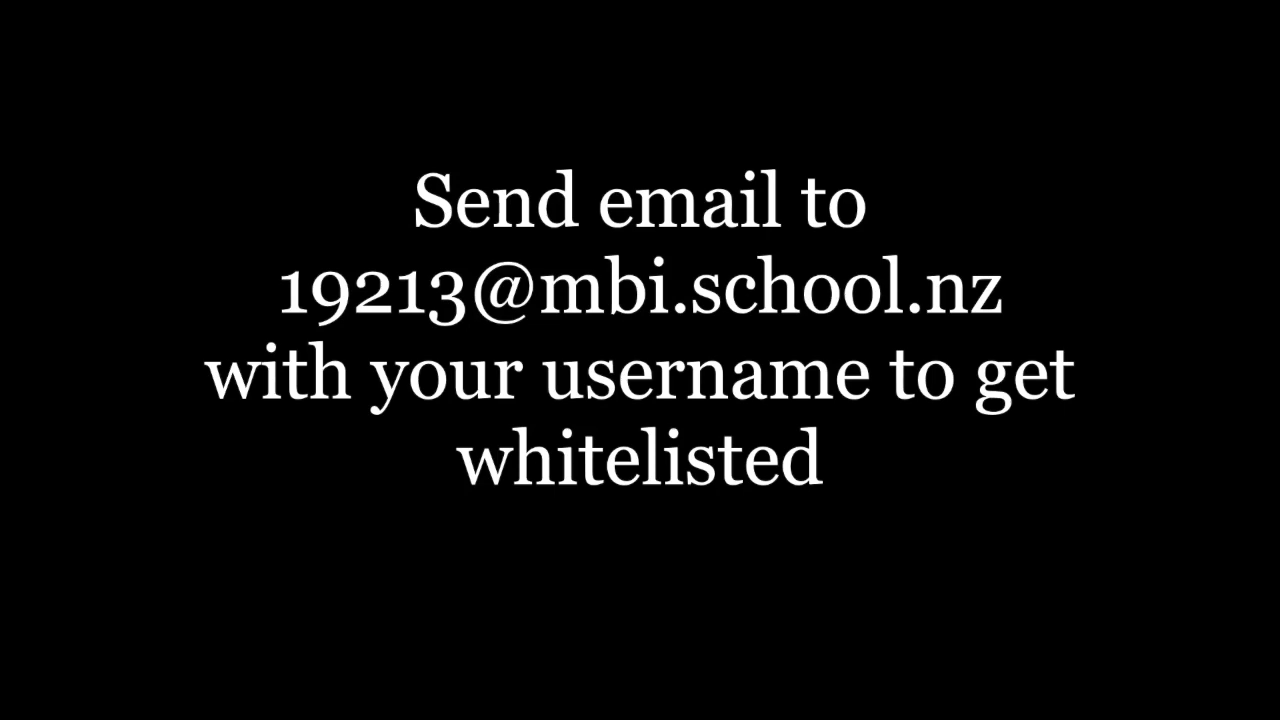 Send email to
19213@mbi.school.nz
with your username to get
whitelisted